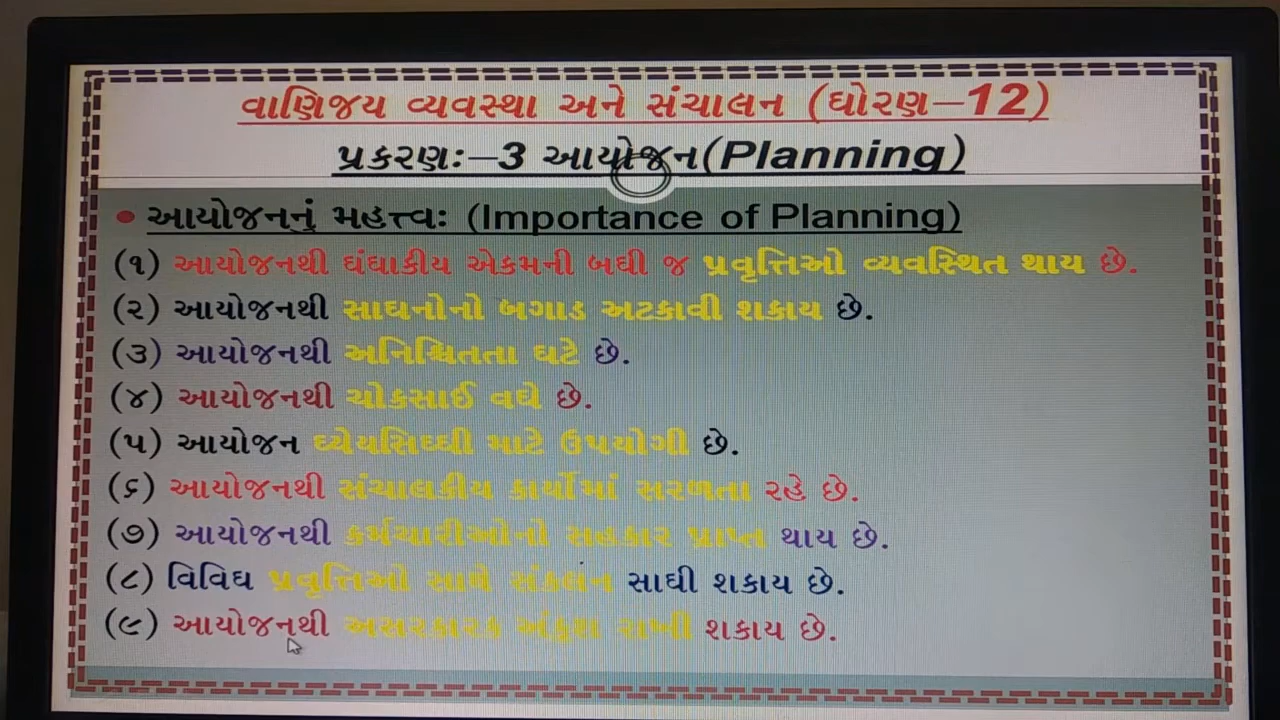 વાણિજય વ્યવસ્થા અને સંચાલન (ધોરણ–12)
પ્રકરણઃ–3 આયોજન(Planning)
• આયોજનનું મહત્ત્વઃ (Importance of Planning)
(૧) આયોજનથી ધંધાકીય એકમની બધી જ પ્રવૃત્તિઓ વ્યવસ્થિત થાય છે.
(૨) આયોજનથી સાધનોનો બગાડ અટકાવી શકાય છે.
(૩) આયોજનથી અનિશ્ચિતતા ઘટે છે.
(૪) આયોજનથી ચોકસાઈ વધે છે.
(૫) આયોજન ધ્યેયસિધ્ધી માટે ઉપયોગી છે.
(૬) આયોજનથી સંચાલકીય કાર્યોમાં સરળતા રહે છે.
(૭) આયોજનથી કર્મચારીઓનો સહકાર પ્રાપ્ત થાય છે.
(૮) વિવિધ પ્રવૃત્તિઓ સામે સંકલન સાધી શકાય છે.
(૯) આયોજનથી અસરકારક અંકુશ રાખી શકાય છે.